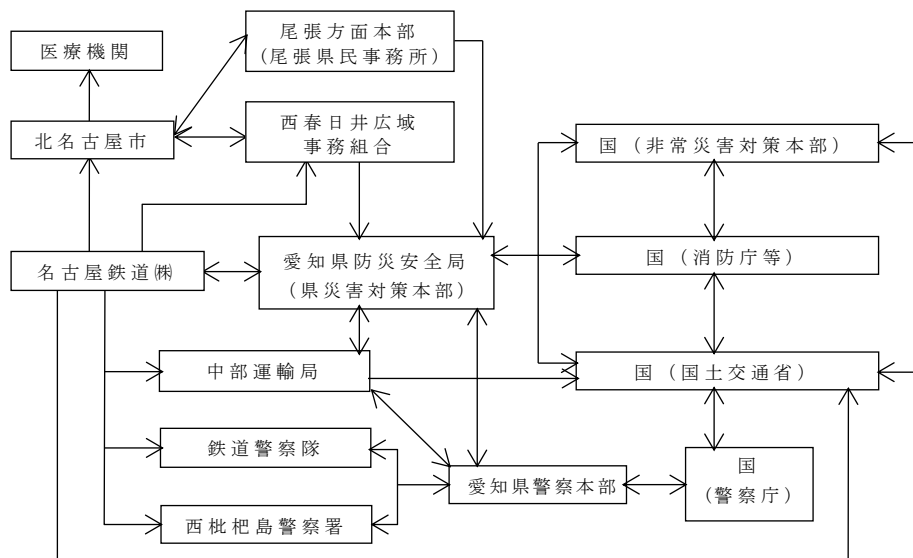 尾張方面本部
(尾張県民事務所)
医療機関
西春日井広域
事務組合
北名古屋市
国(非常災害対策本部)
愛知県防災安全局
(県災害対策本部)
国(消防庁等)
名古屋鉄道㈱
中部運輸局
国(国土交通省)
鉄道警察隊
愛知県警察本部
国
(警察庁)
西枇杷島警察署